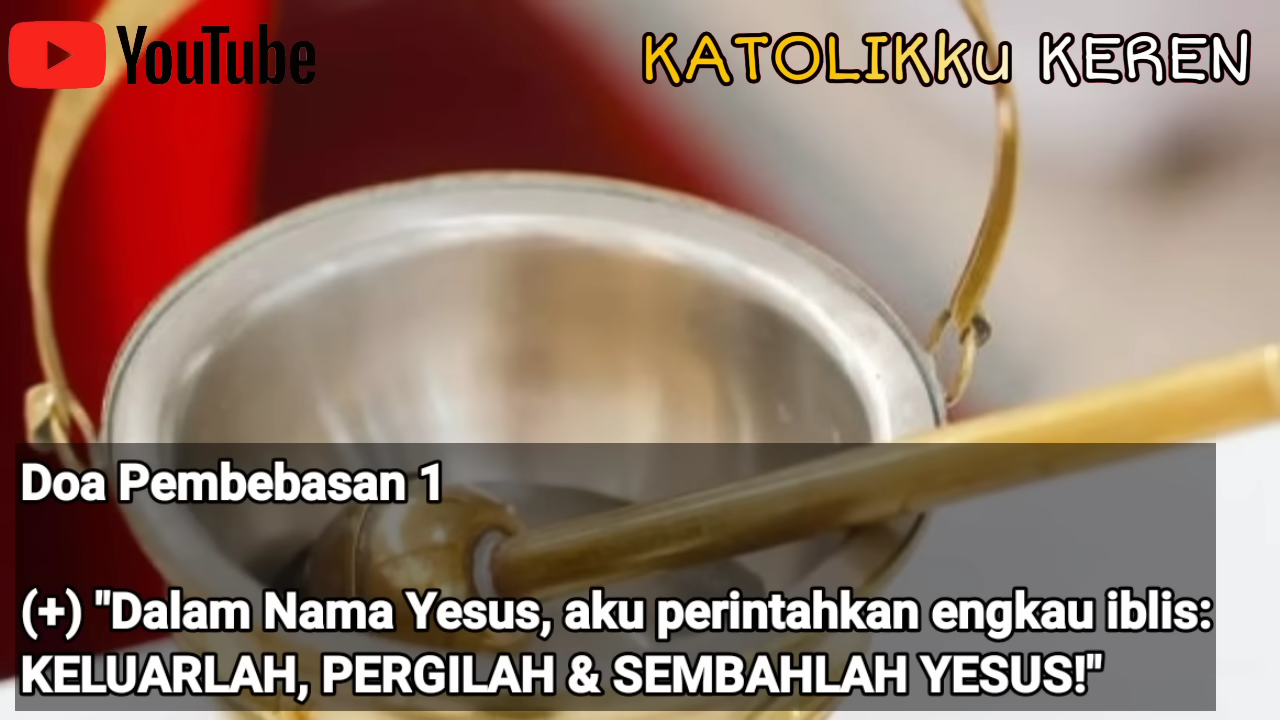 YouTube
KATOLIKku KEREN
Doa Pembebasan 1
(+) "Dalam Nama Yesus, aku perintahkan engkau iblis:
KELUARLAH, PERGILAH & SEMBAHLAH YESUS!"